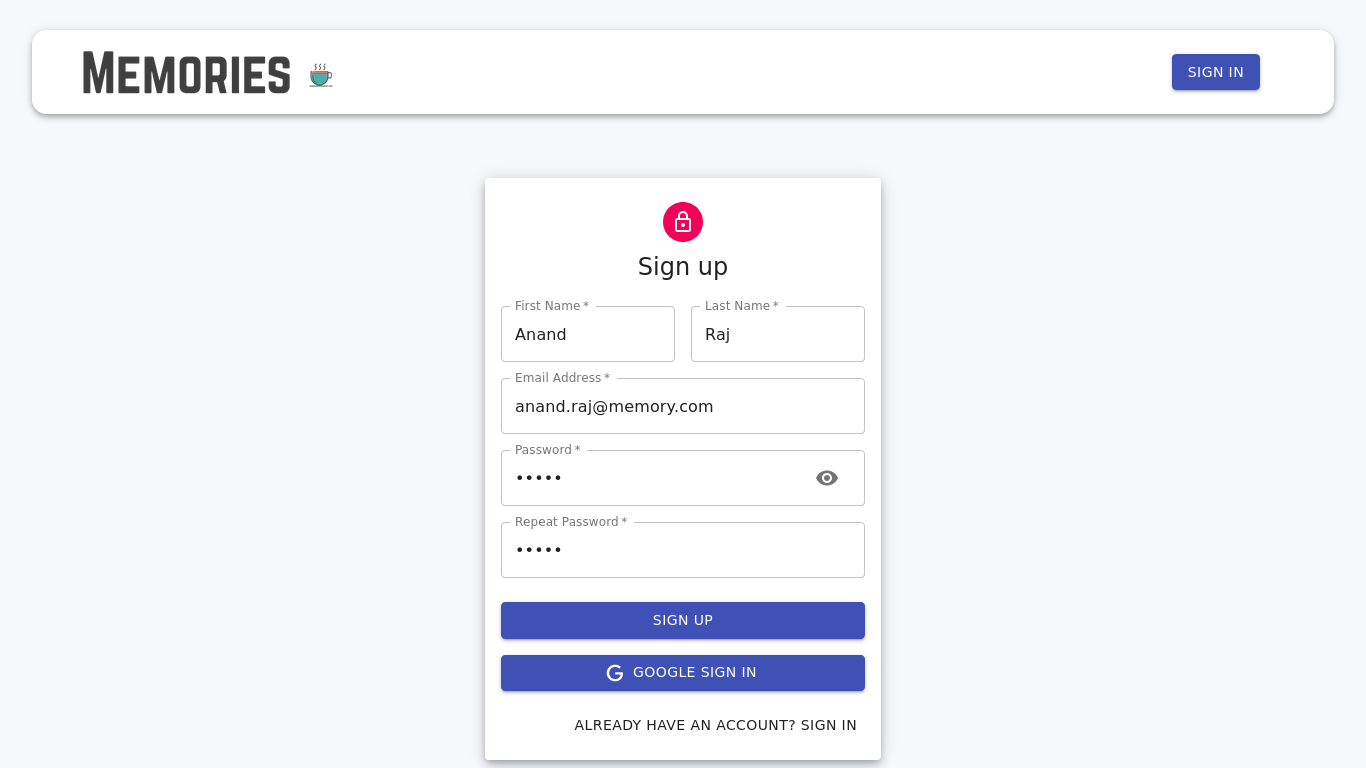 MEMORIES
SIGN IN
Sign up
First Name *
Last Name *
Anand
Raj
Email Address *
anand.raj@memory.com
Password *
•••••
Repeat Password *
•••••
SIGN UP
GOOGLE SIGN IN
ALREADY HAVE AN ACCOUNT? SIGN IN